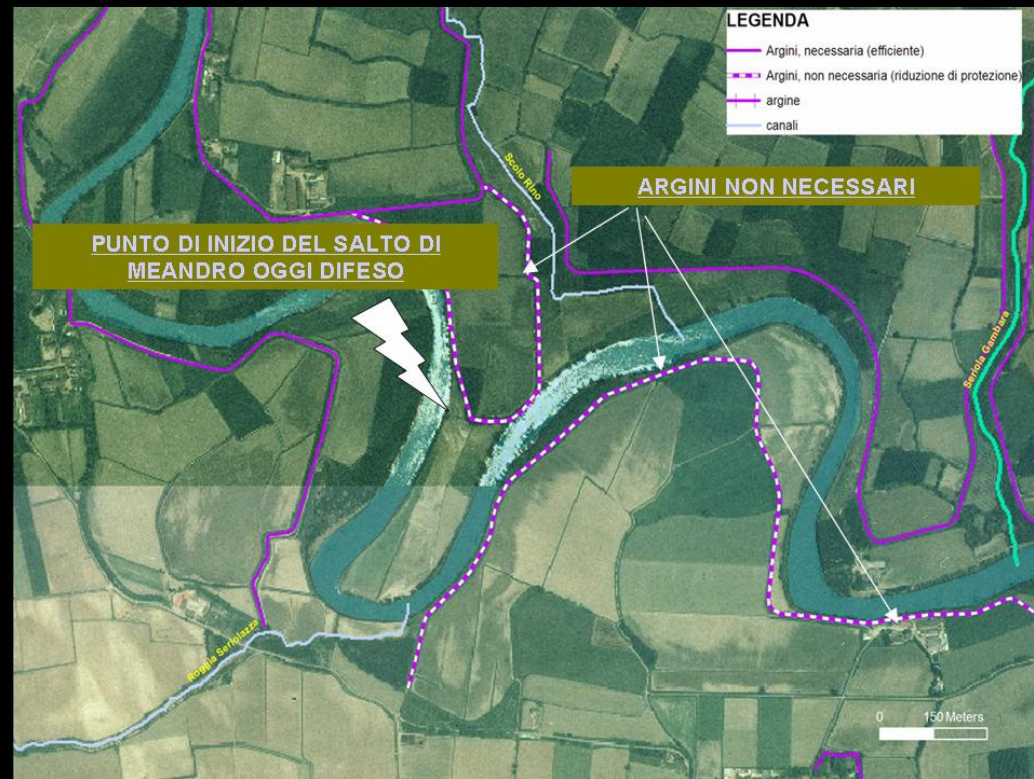 LEGENDA
Argini, necessaria (efficiente)
Argini, non necessaria (riduzione di protezione)
argine
canali
Scolo Rino
ARGINI NON NECESSARI
PUNTO DI INIZIO DEL SALTO DI
MEANDRO OGGI DIFESO
Seriola Gambara
Roggia Seriolazza
0 150 Meters